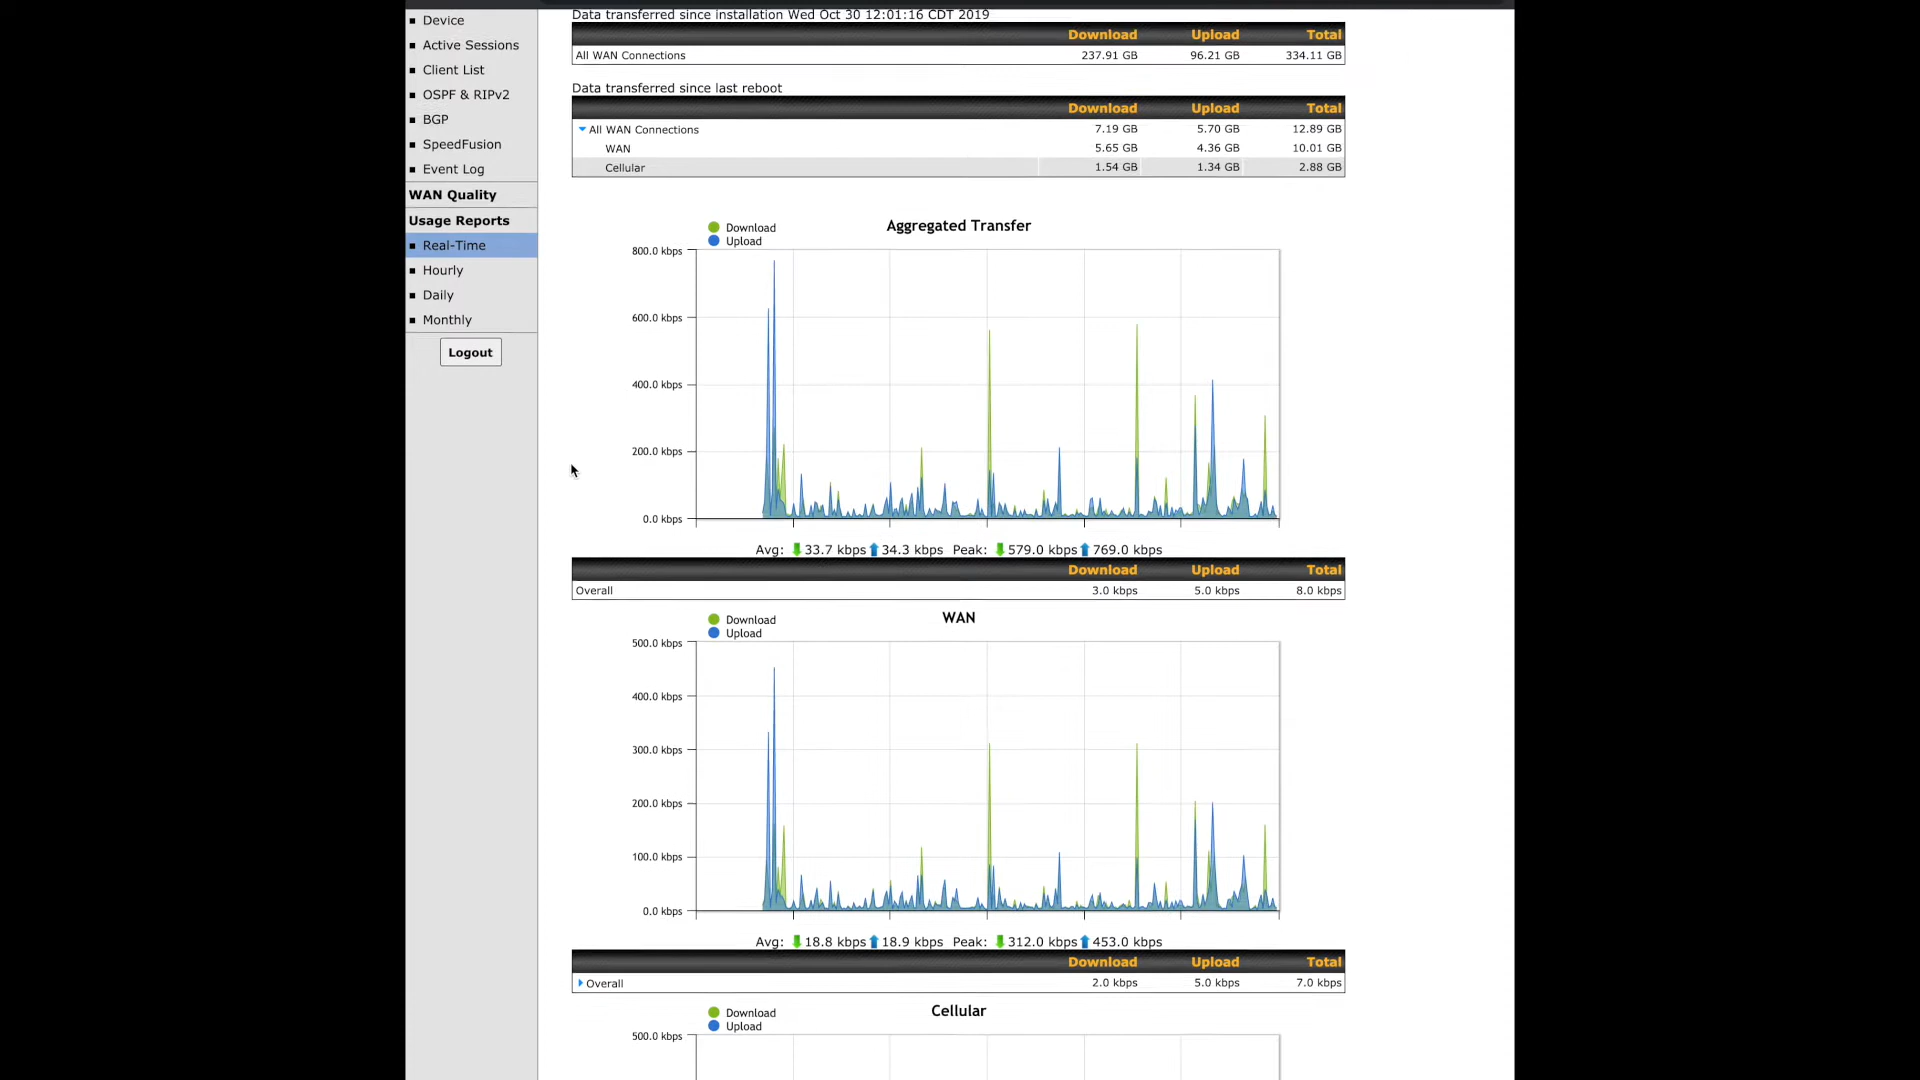 Device
Active Sessions
Client List
OSPF & RIPv2
BGP
SpeedFusion
Event Log
WAN Quality
Usage Reports
Real-Time
Hourly
Daily
Monthly
Logout
Data transferred since installation Wed Oct 30 12:01:16 CDT 2019
Download Upload Total
All WAN Connections 237.91 GB 96.21 GB 334.11 GB
Data transferred since last reboot
Download Upload Total
All WAN Connections 7.19 GB 5.70 GB 12.89 GB
WAN 5.65 GB 4.36 GB 10.01 GB
Cellular 1.54 GB 1.34 GB 2.88 GB
Aggregated Transfer
Download
Upload
800.0 kbps
600.0 kbps
400.0 kbps
200.0 kbps
0.0 kbps
Avg: 33.7 kbps 34.3 kbps Peak: 579.0 kbps 769.0 kbps
Download Upload Total
Overall 3.0 kbps 5.0 kbps 8.0 kbps
WAN
Download
Upload
500.0 kbps
400.0 kbps
300.0 kbps
200.0 kbps
100.0 kbps
0.0 kbps
Avg: 18.8 kbps 18.9 kbps Peak: 312.0 kbps 453.0 kbps
Download Upload Total
Overall 2.0 kbps 5.0 kbps 7.0 kbps
Cellular
Download
Upload
500.0 kbps